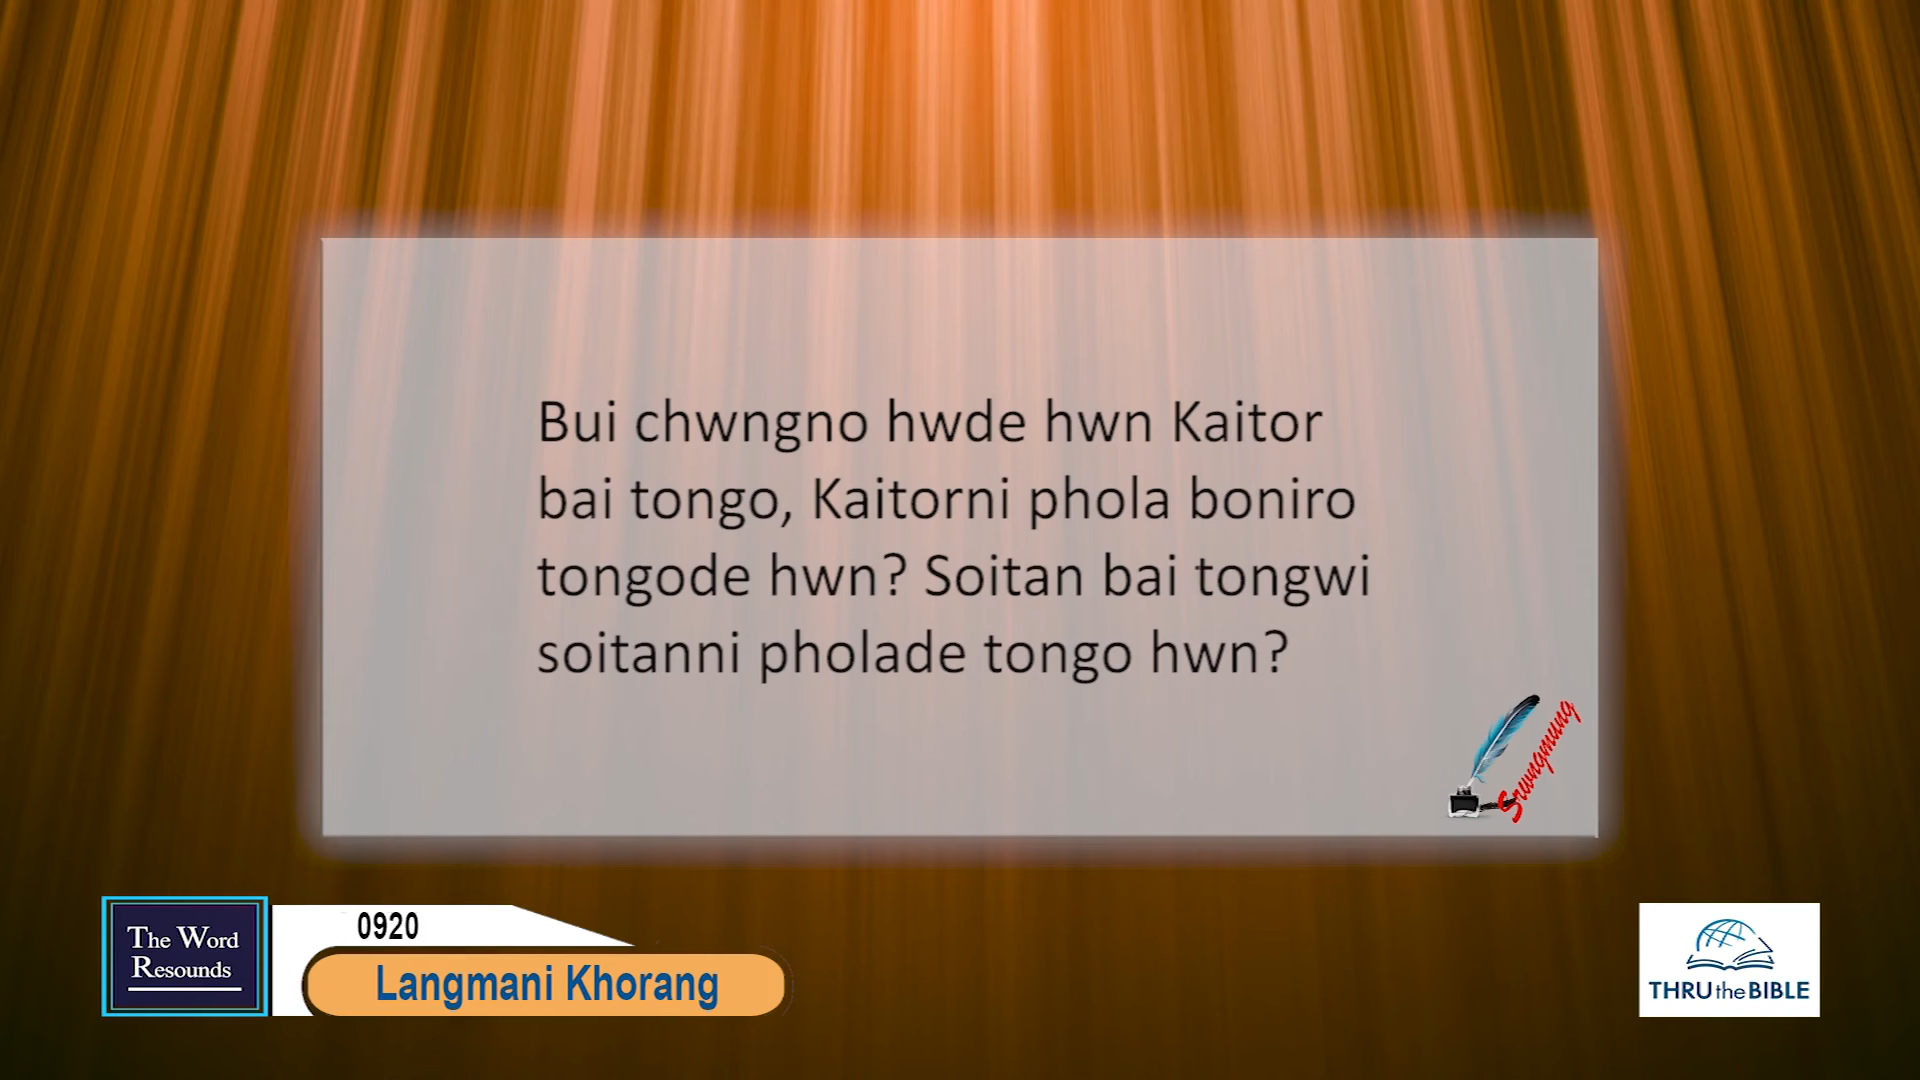 Bui chwngno hwde hwn Kaitor
bai tongo, Kaitorni phola boniro
tongode hwn? Soitan bai tongwi
soitanni pholade tongo hwn?
Srwngmung
The Word
Resounds
0920
Langmani Khorang
THRU the BIBLE